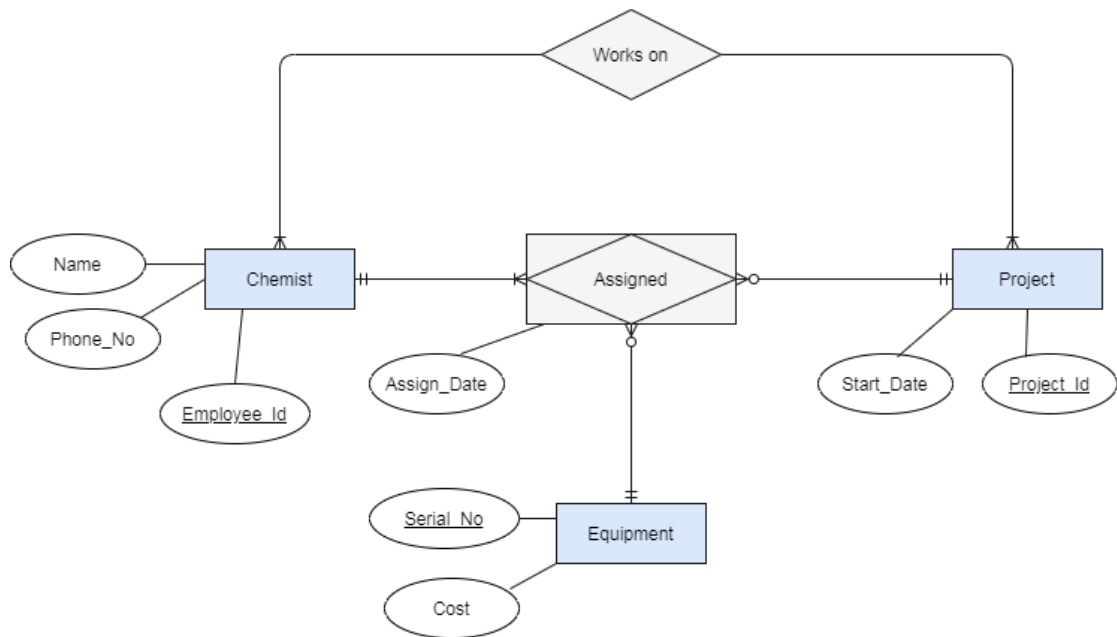 Works on
Name
Chemist
Assigned
Project
Phone_No
Assign_Date
Start_Date
Project_Id
Employee_Id
Serial_No
Equipment
Cost